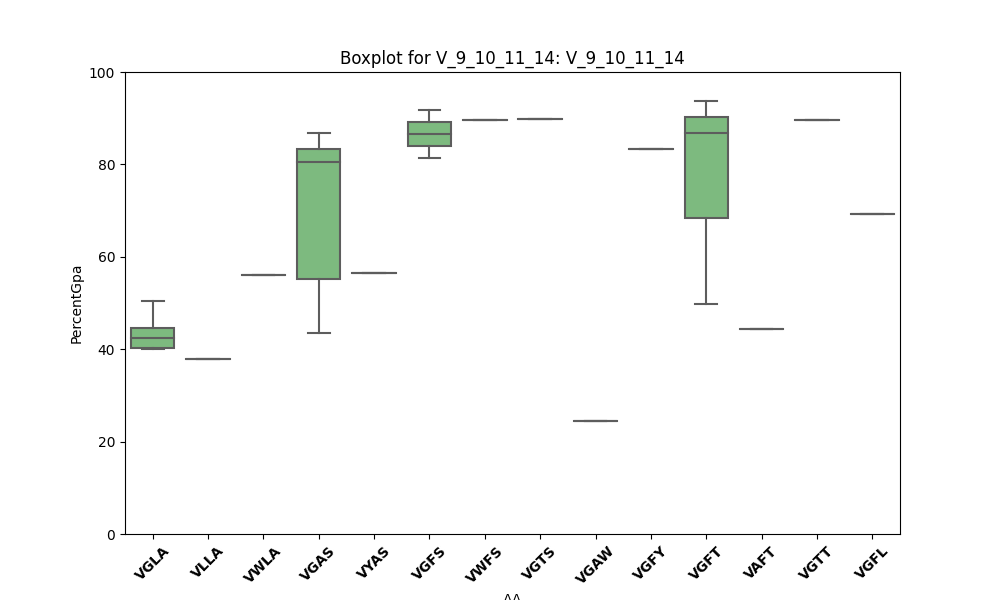 Boxplot for V_9_10_11_14: V_9_10_11_14
100
80
60
40
20
0
PercentGpa
VGLA
VLLA
VWLA
VGAS
VYAS
VGFS
VWFS
VGTS
VGAW
VGFY
VGFT
VAFT
VGTT
VGFL
AA